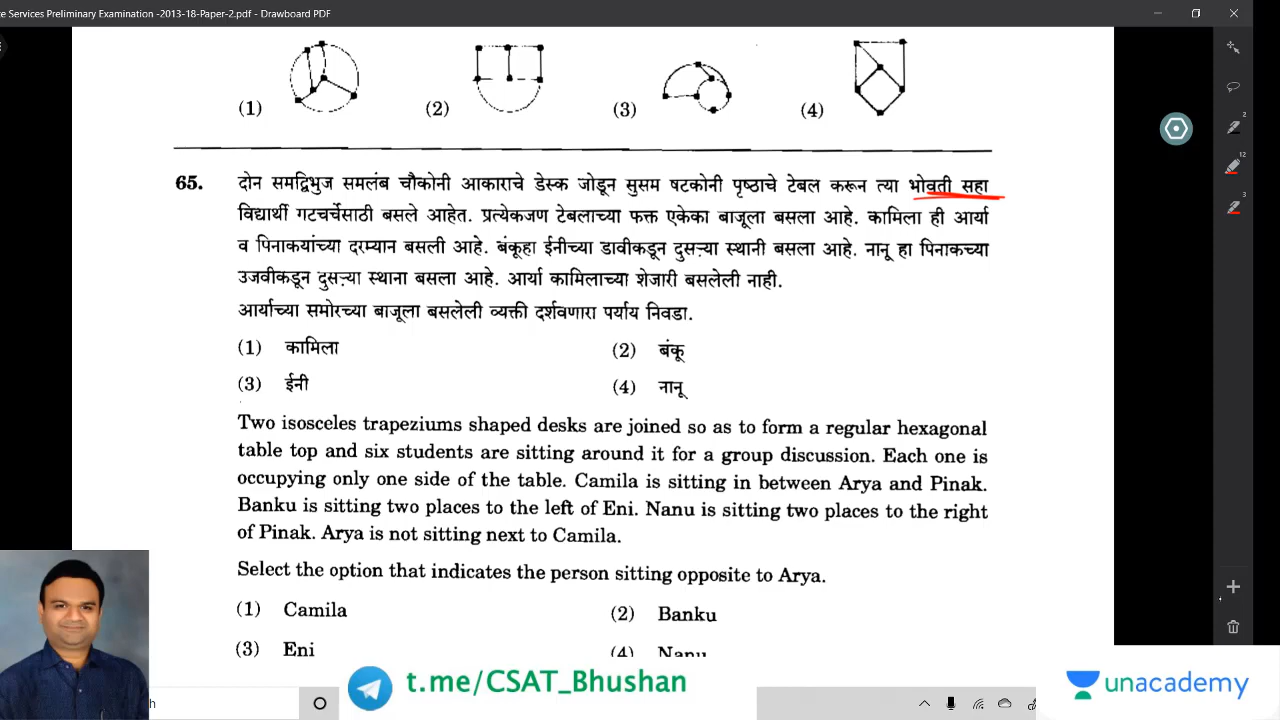 e Services Preliminary Examination -2013-18-Paper-2.pdf - Drawboard PDF
(1) (2) (3) (4)
65. दोन समद्विभुज समलंब चौकोनी आकाराचे डेस्क जोडून सुसम षटकोनी पृष्ठाचे टेबल करून त्या भोवती सहा
विद्यार्थी गटचर्चेसाठी बसले आहेत. प्रत्येकजण टेबलाच्या फक्त एकेका बाजूला बसला आहे. कामिला ही आर्या
व पिनाकयांच्या दरम्यान बसली आहे. बंकूहा ईनीच्या डावीकडून दुसऱ्या स्थानी बसला आहे. नानू हा पिनाकच्या
उजवीकडून दुसऱ्या स्थाना बसला आहे. आर्या कामिलाच्या शेजारी बसलेली नाही.
आर्याच्या समोरच्या बाजूला बसलेली व्यक्ती दर्शवणारा पर्याय निवडा.
(1) कामिला (2) बंकू
(3) ईनी (4) नानू
Two isosceles trapeziums shaped desks are joined so as to form a regular hexagonal
table top and six students are sitting around it for a group discussion. Each one is
occupying only one side of the table. Camila is sitting in between Arya and Pinak.
Banku is sitting two places to the left of Eni. Nanu is sitting two places to the right
of Pinak. Arya is not sitting next to Camila.
Select the option that indicates the person sitting opposite to Arya.
(1) Camila (2) Banku
(3) Eni (4) Nanu
t.me/CSAT_Bhushan
unacademy
h
2
12
2